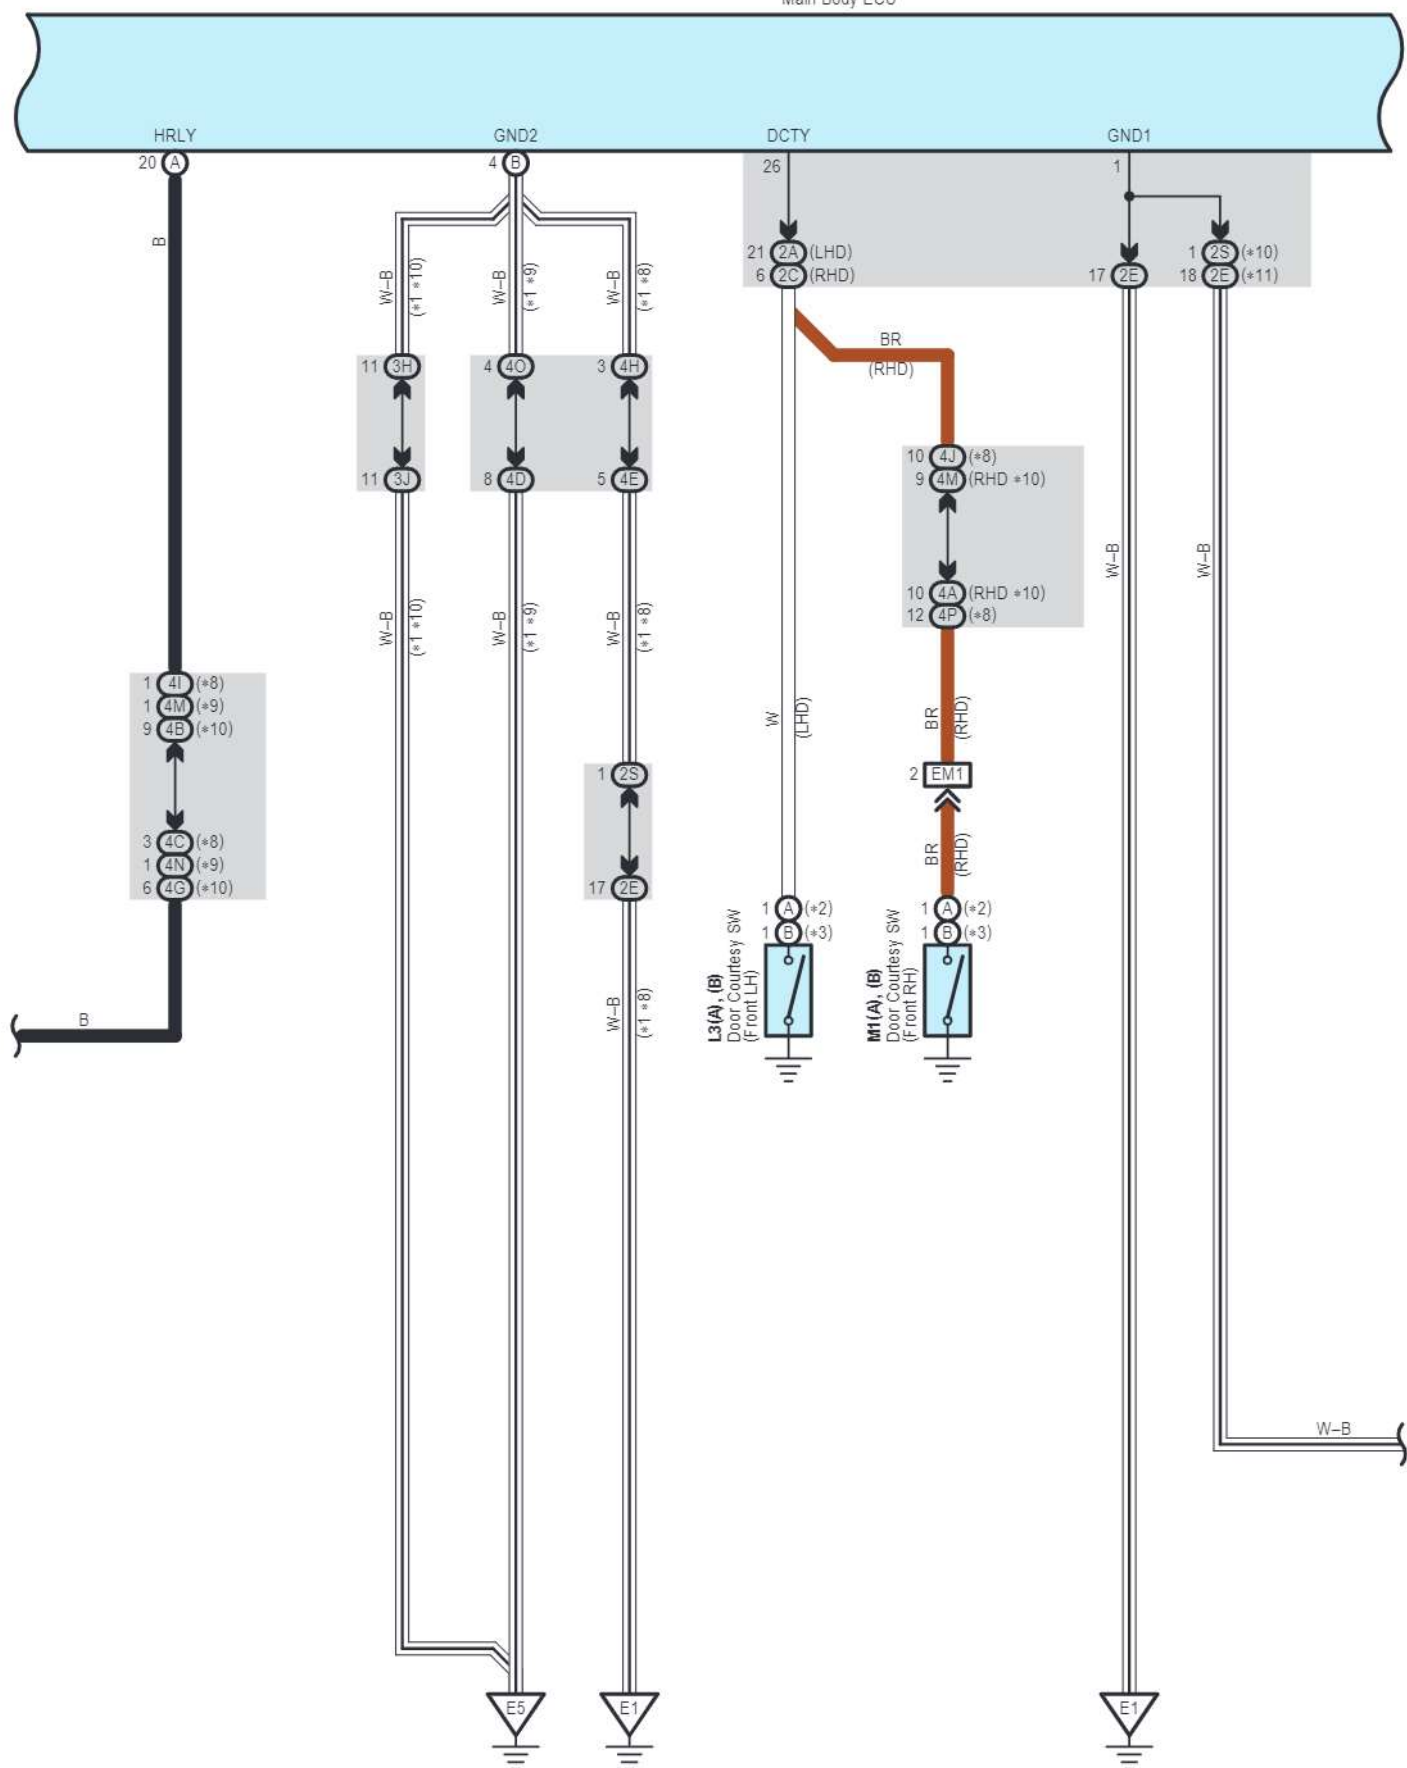 Main Body ECU
HRLY
GND2
DCTY
GND1
20 A
4 B
26
1
B
21 2A (LHD)
6 2C (RHD)
17 2E
1 2S (*10)
18 2E (*11)
W–B
(*1 *10)
W–B
(*1 *9)
W–B
(*1 *8)
BR
(RHD)
11 3H
4 4O
3 4H
11 3J
8 4D
5 4E
10 4J (*8)
9 4M (RHD *10)
10 4A (RHD *10)
12 4P (*8)
W–B
W–B
W–B
(*1 *10)
W–B
(*1 *9)
W–B
(*1 *8)
1 4I (*8)
1 4M (*9)
9 4B (*10)
3 4C (*8)
1 4N (*9)
6 4G (*10)
W
(LHD)
BR
(RHD)
1 2S
17 2E
2 EM1
BR
(RHD)
1 A (*2)
1 B (*3)
1 A (*2)
1 B (*3)
L3(A), (B)
Door Courtesy SW
(Front LH)
M1(A), (B)
Door Courtesy SW
(Front RH)
B
W–B
(*1 *8)
W–B
E5
E1
E1